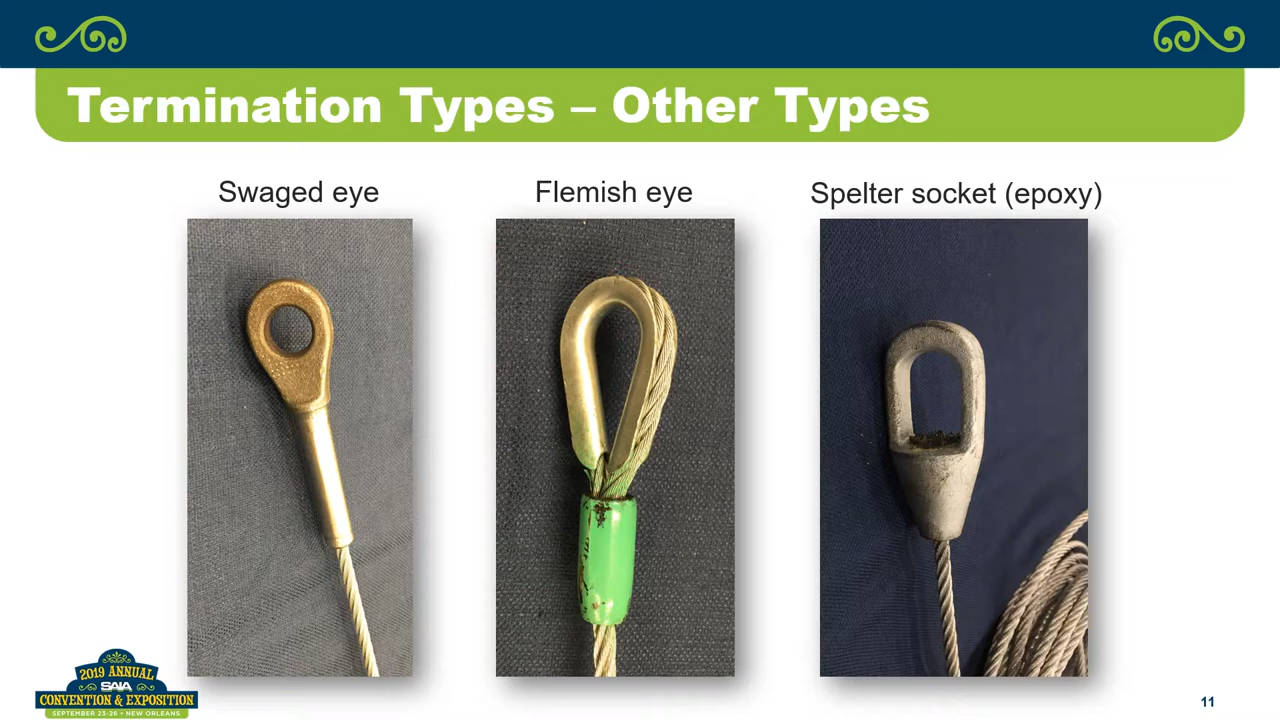 Termination Types – Other Types
Swaged eye
Flemish eye
Spelter socket (epoxy)
2019 ANNUAL
SAIA
CONVENTION & EXPOSITION
SEPTEMBER 23-26 • NEW ORLEANS
11